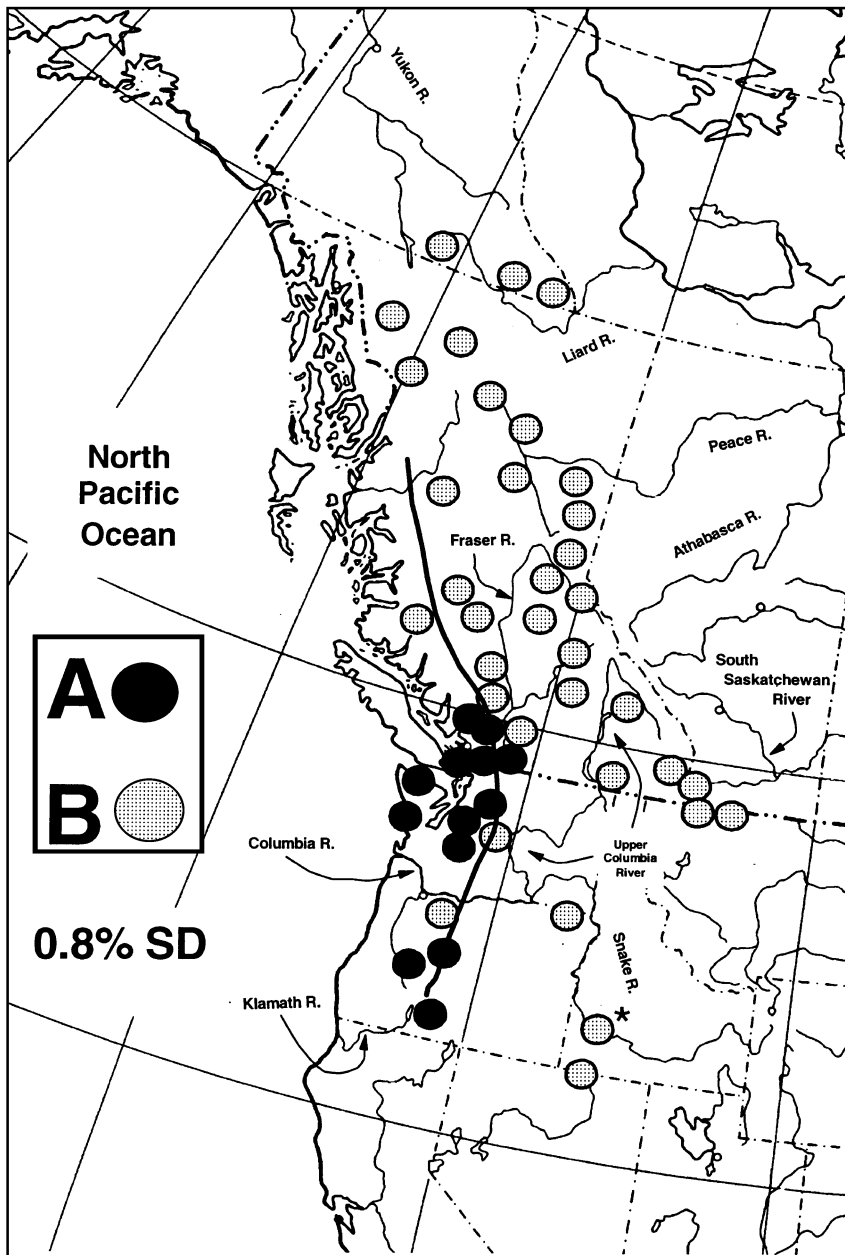 Yukon R.
Liard R.
Peace R.
North
Pacific
Ocean
Athabasca R.
Fraser R.
A
B
South
Saskatchewan
River
Columbia R.
Upper
Columbia
River
0.8% SD
Snake R.
*
Klamath R.